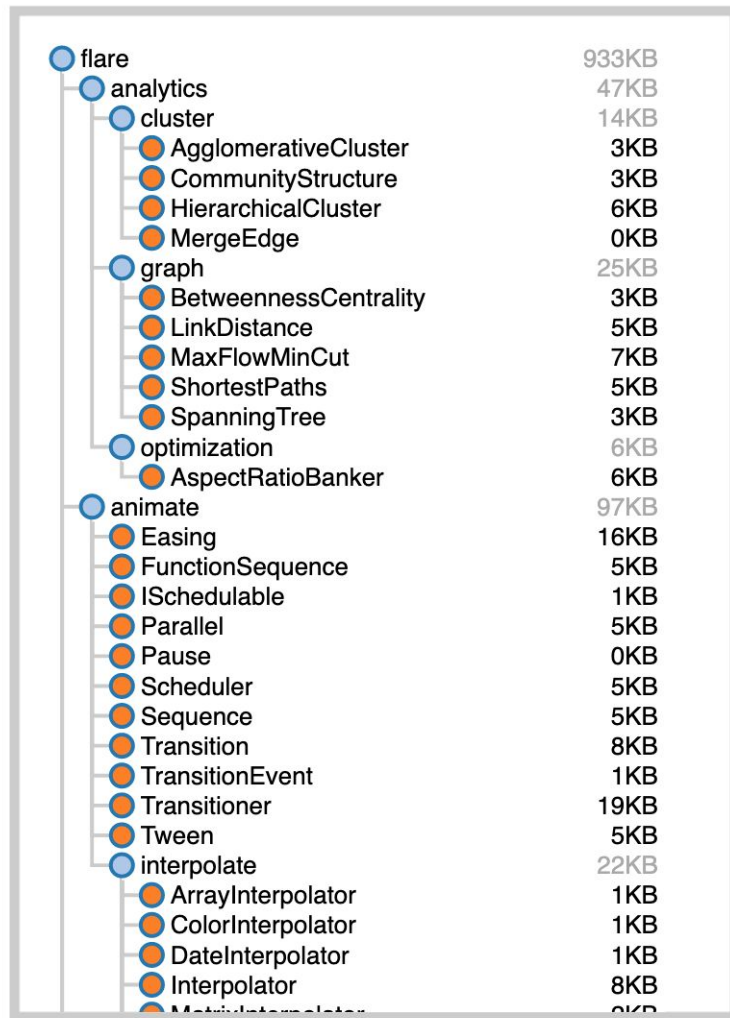 flare 933KB
analytics 47KB
cluster 14KB
AgglomerativeCluster 3KB
CommunityStructure 3KB
HierarchicalCluster 6KB
MergeEdge 0KB
graph 25KB
BetweennessCentrality 3KB
LinkDistance 5KB
MaxFlowMinCut 7KB
ShortestPaths 5KB
SpanningTree 3KB
optimization 6KB
AspectRatioBanker 6KB
animate 97KB
Easing 16KB
FunctionSequence 5KB
ISchedulable 1KB
Parallel 5KB
Pause 0KB
Scheduler 5KB
Sequence 5KB
Transition 8KB
TransitionEvent 1KB
Transitioner 19KB
Tween 5KB
interpolate 22KB
ArrayInterpolator 1KB
ColorInterpolator 1KB
DateInterpolator 1KB
Interpolator 8KB